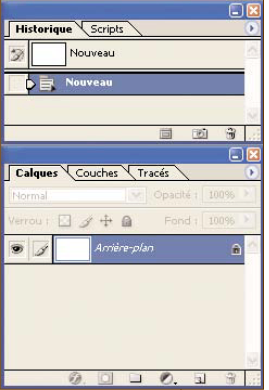 Historique Scripts
Nouveau
Nouveau
Calques Couches Tracés
Normal Opacité : 100%
Verrou : Fond : 100%
Arrière-plan